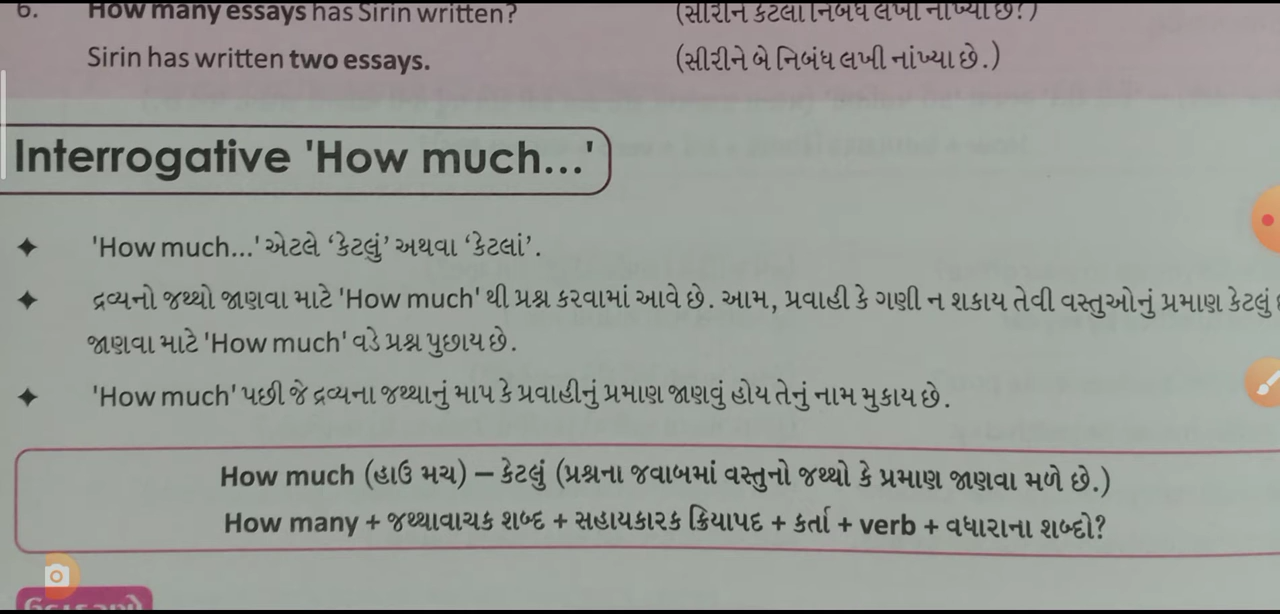 6. How many essays has Sirin written? (સીરીને કેટલા નિબંધ લખી નાંખ્યા છે?)
Sirin has written two essays. (સીરીને બે નિબંધ લખી નાંખ્યા છે.)
Interrogative 'How much...'
✦ 'How much...' એટલે ‘કેટલું’ અથવા ‘કેટલાં’.
✦ દ્રવ્યનો જથ્થો જાણવા માટે 'How much' થી પ્રશ્ન કરવામાં આવે છે. આમ, પ્રવાહી કે ગણી ન શકાય તેવી વસ્તુઓનું પ્રમાણ કેટલું
જાણવા માટે 'How much' વડે પ્રશ્ન પુછાય છે.
✦ 'How much' પછી જે દ્રવ્યના જથ્થાનું માપ કે પ્રવાહીનું પ્રમાણ જાણવું હોય તેનું નામ મુકાય છે.
How much (હાઉ મચ) – કેટલું (પ્રશ્નના જવાબમાં વસ્તુનો જથ્થો કે પ્રમાણ જાણવા મળે છે.)
How many + જથ્થાવાચક શબ્દ + સહાયકારક ક્રિયાપદ + કર્તા + verb + વધારાના શબ્દો?